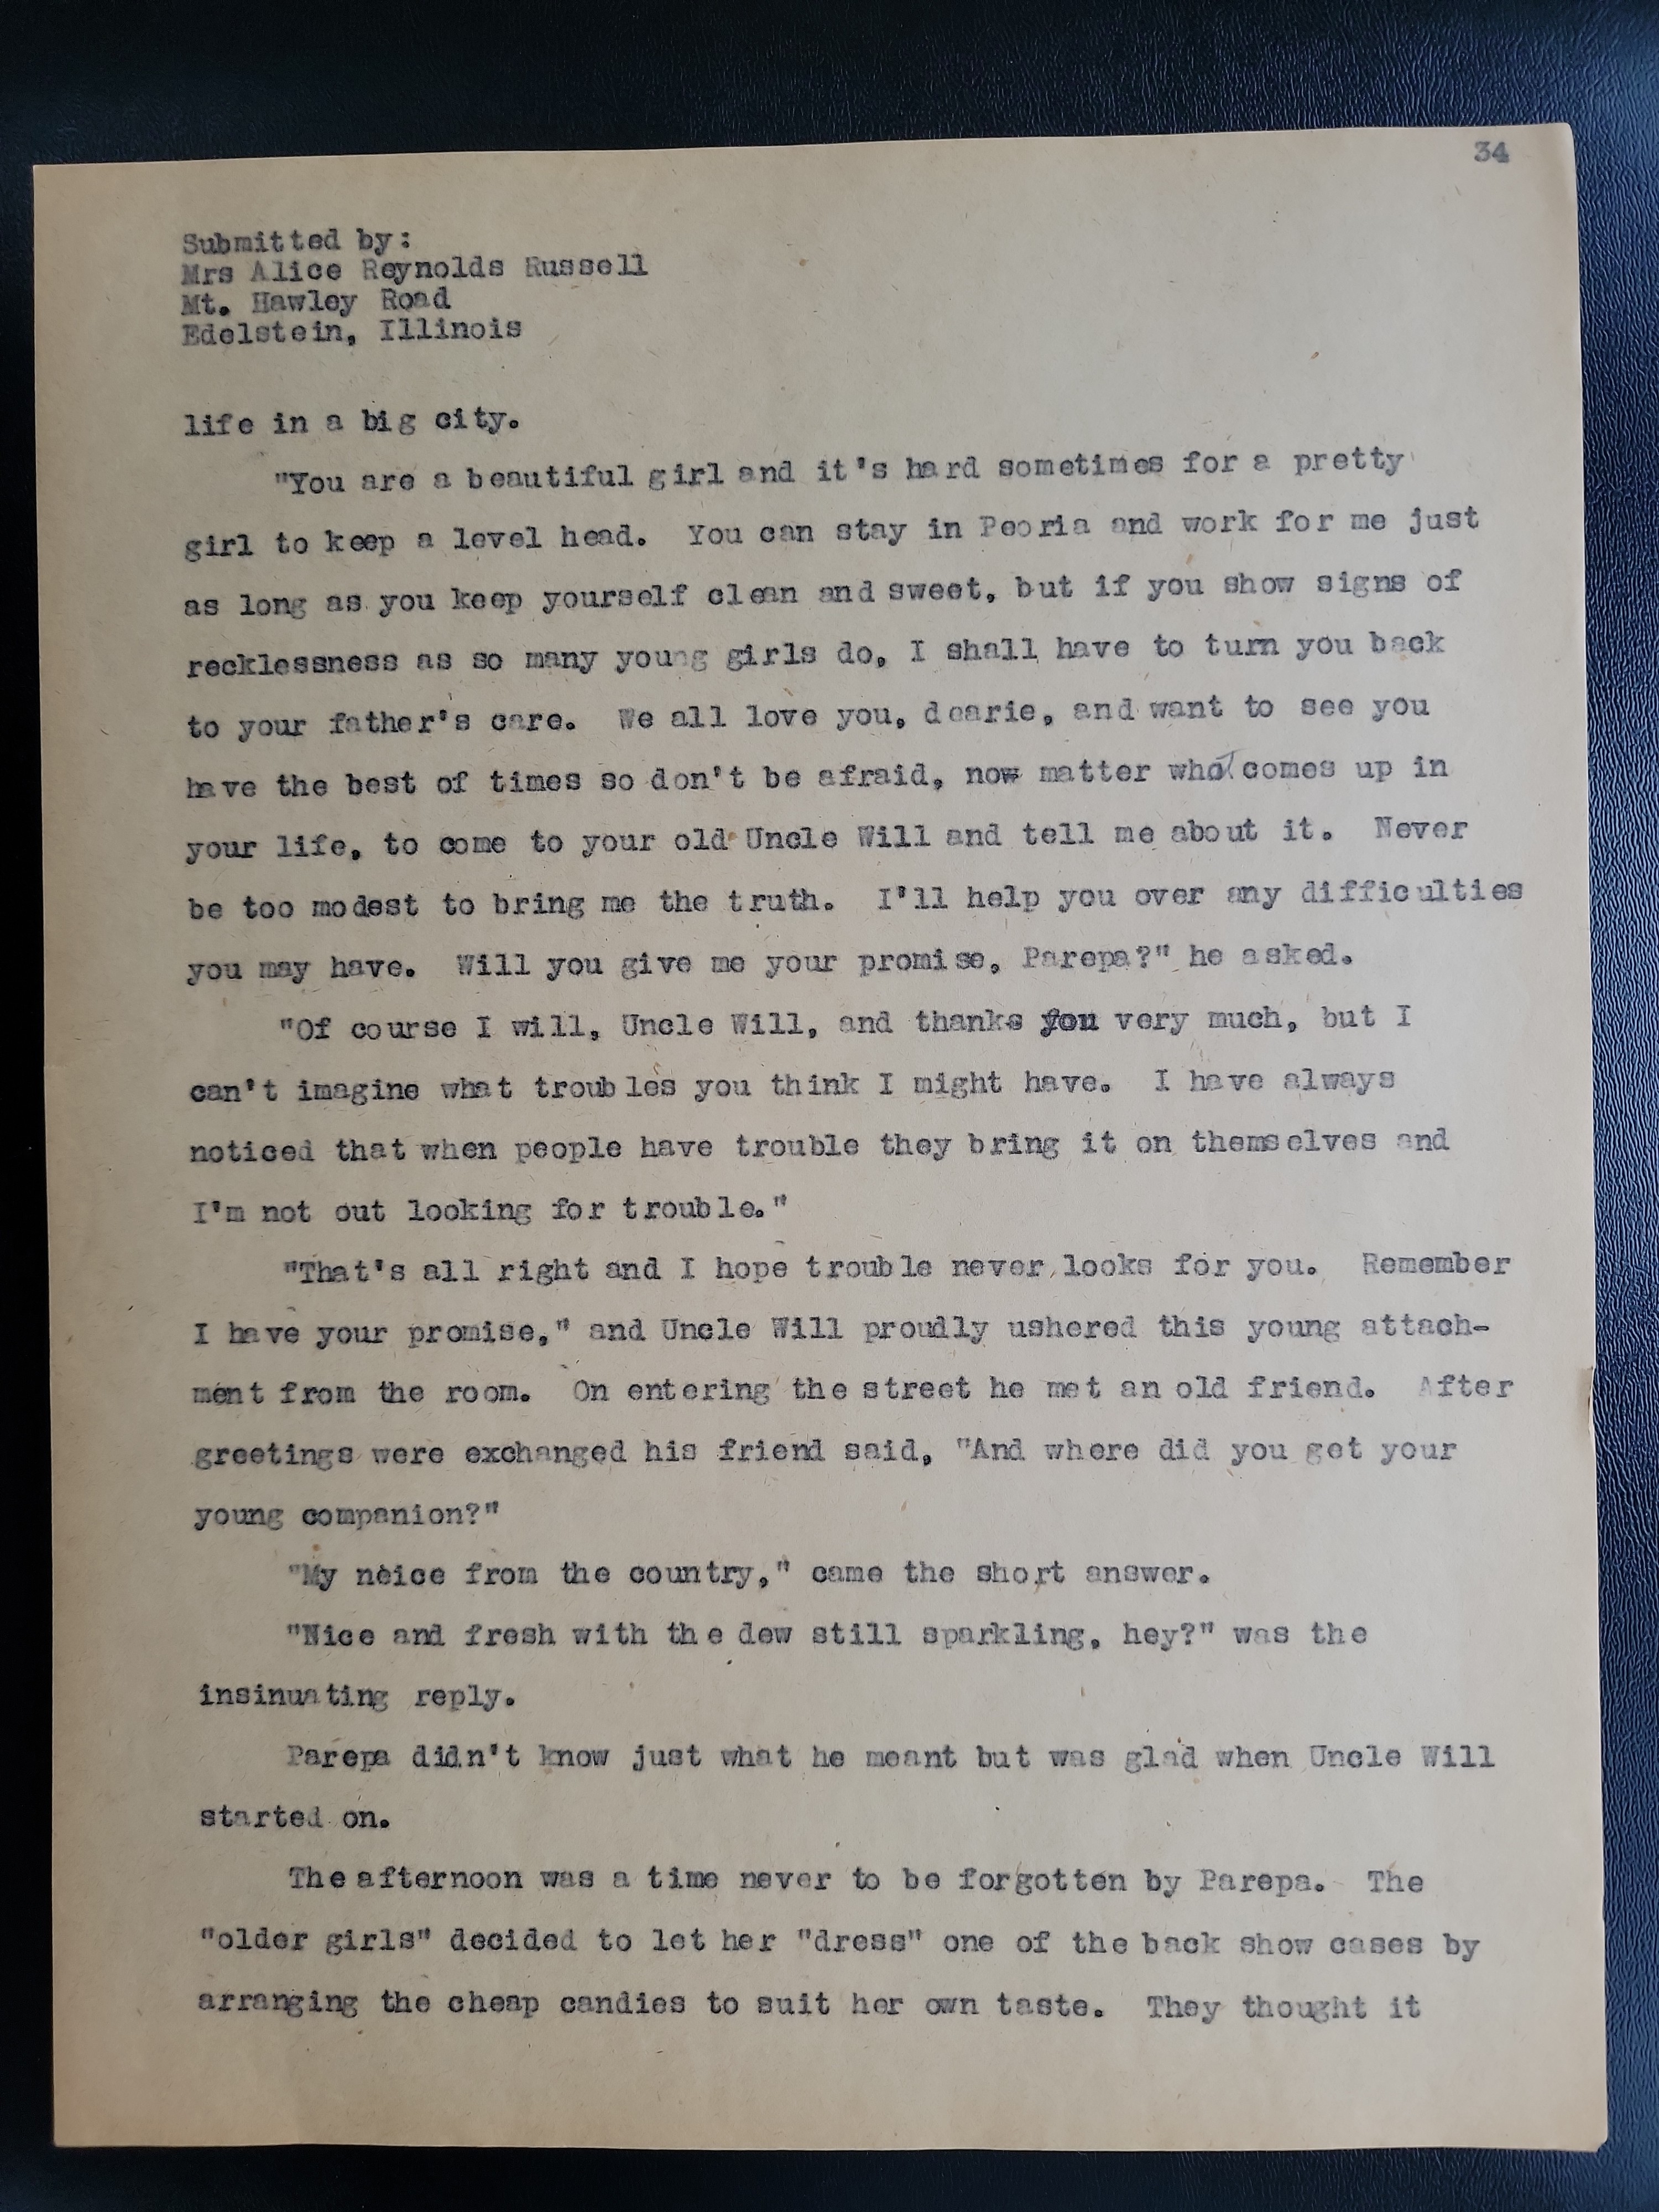 34
Submitted by:
Mrs Alice Reynolds Russell
Mt. Hawley Road
Edelstein, Illinois
life in a big city.
"You are a beautiful girl and it's hard sometimes for a pretty
girl to keep a level head. You can stay in Peoria and work for me just
as long as you keep yourself clean and sweet, but if you show signs of
recklessness as so many young girls do, I shall have to turn you back
to your father's care. We all love you, dearie, and want to see you
have the best of times so don't be afraid, now matter what comes up in
your life, to come to your old Uncle Will and tell me about it. Never
be too modest to bring me the truth. I'll help you over any difficulties
you may have. Will you give me your promise, Parepa?" he asked.
"Of course I will, Uncle Will, and thanks you very much, but I
can't imagine what troubles you think I might have. I have always
noticed that when people have trouble they bring it on themselves and
I'm not out looking for trouble."
"That's all right and I hope trouble never looks for you. Remember
I have your promise," and Uncle Will proudly ushered this young attach-
ment from the room. On entering the street he met an old friend. After
greetings were exchanged his friend said, "And where did you get your
young companion?"
"My neice from the country," came the short answer.
"Nice and fresh with the dew still sparkling, hey?" was the
insinuating reply.
Parepa didn't know just what he meant but was glad when Uncle Will
started on.
The afternoon was a time never to be forgotten by Parepa. The
"older girls" decided to let her "dress" one of the back show cases by
arranging the cheap candies to suit her own taste. They thought it